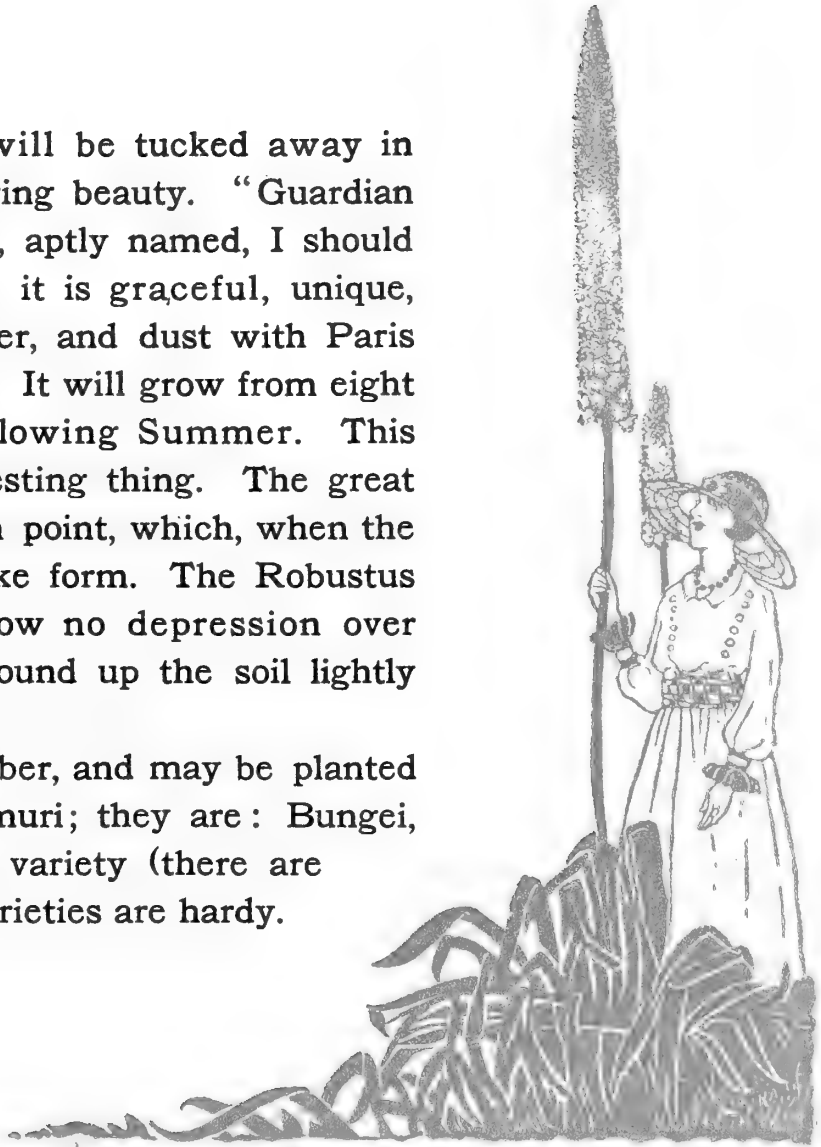 will be tucked away in
ing beauty. “Guardian
, aptly named, I should
it is graceful, unique,
er, and dust with Paris
It will grow from eight
lowing Summer. This
esting thing. The great
point, which, when the
ke form. The Robustus
ow no depression over
ound up the soil lightly
ber, and may be planted
nuri; they are: Bungei,
variety (there are
rieties are hardy.